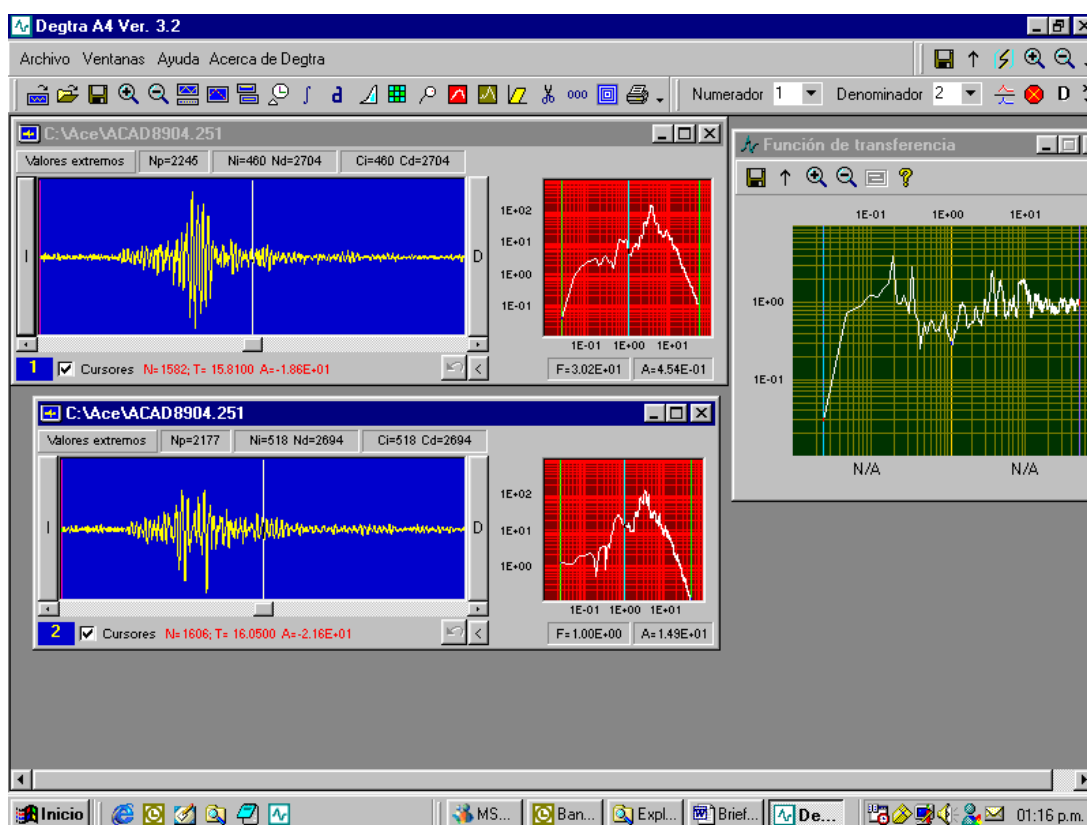 Degtra A4 Ver. 3.2
Archivo Ventanas Ayuda Acerca de Degtra
Numerador 1 Denominador 2 D
C:\Ace\ACAD8904.251
Valores extremos Np=2245 Ni=460 Nd=2704 Ci=460 Cd=2704
I D
1E+02
1E+01
1E+00
1E-01
1E-01 1E+00 1E+01
1 Cursores N=1582; T= 15.8100 A=-1.86E+01 < F=3.02E+01 A=4.54E-01
C:\Ace\ACAD8904.251
Valores extremos Np=2177 Ni=518 Nd=2694 Ci=518 Cd=2694
I D
1E+02
1E+01
1E+00
1E-01 1E+00 1E+01
2 Cursores N=1606; T= 16.0500 A=-2.16E+01 < F=1.00E+00 A=1.49E+01
Función de transferencia
1E-01 1E+00 1E+01
1E+00
1E-01
N/A N/A
Inicio MS... Ban... Expl... Brief... De... 01:16 p.m.